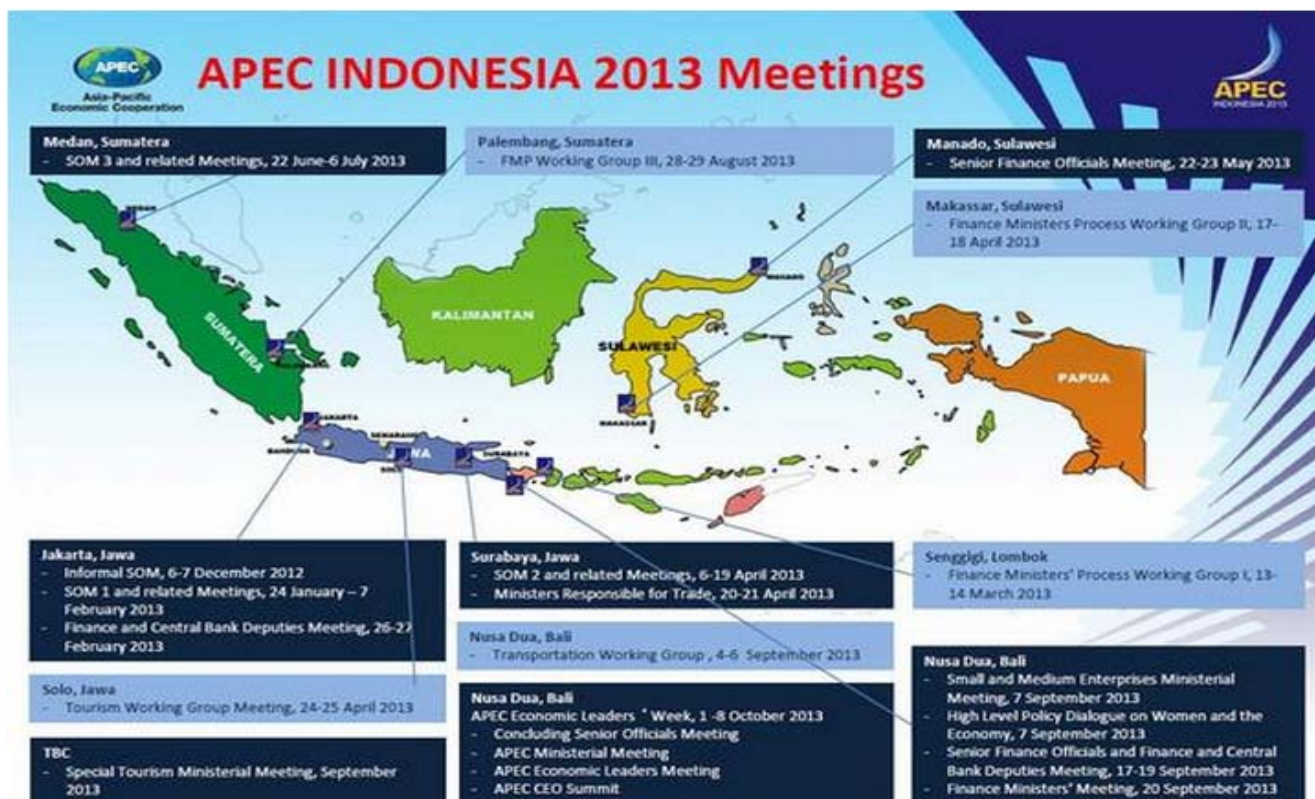 APEC
Asia-Pacific
Economic Cooperation
APEC INDONESIA 2013 Meetings
APEC
INDONESIA 2013
Medan, Sumatera
- SOM 3 and related Meetings, 22 June-6 July 2013
Palembang, Sumatera
- FMP Working Group III, 28-29 August 2013
Manado, Sulawesi
- Senior Finance Officials Meeting, 22-23 May 2013
Makassar, Sulawesi
- Finance Ministers Process Working Group II, 17-
18 April 2013
MEDAN
SUMATERA
PALEMBANG
KALIMANTAN
SULAWESI
MANADO
MAKASSAR
PAPUA
JAKARTA
BANDUNG
SEMARANG
SURABAYA
Jakarta, Jawa
- Informal SOM, 6-7 December 2012
- SOM 1 and related Meetings, 24 January – 7
February 2013
- Finance and Central Bank Deputies Meeting, 26-27
February 2013
Solo, Jawa
- Tourism Working Group Meeting, 24-25 April 2013
TBC
- Special Tourism Ministerial Meeting, September
2013
Surabaya, Jawa
- SOM 2 and related Meetings, 6-19 April 2013
- Ministers Responsible for Trade, 20-21 April 2013
Nusa Dua, Bali
- Transportation Working Group , 4-6 September 2013
Nusa Dua, Bali
APEC Economic Leaders ' Week, 1 -8 October 2013
- Concluding Senior Officials Meeting
- APEC Ministerial Meeting
- APEC Economic Leaders Meeting
- APEC CEO Summit
Senggigi, Lombok
- Finance Ministers' Process Working Group I, 13-
14 March 2013
Nusa Dua, Bali
- Small and Medium Enterprises Ministerial
Meeting, 7 September 2013
- High Level Policy Dialogue on Women and the
Economy, 7 September 2013
- Senior Finance Officials and Finance and Central
Bank Deputies Meeting, 17-19 September 2013
- Finance Ministers' Meeting, 20 September 2013